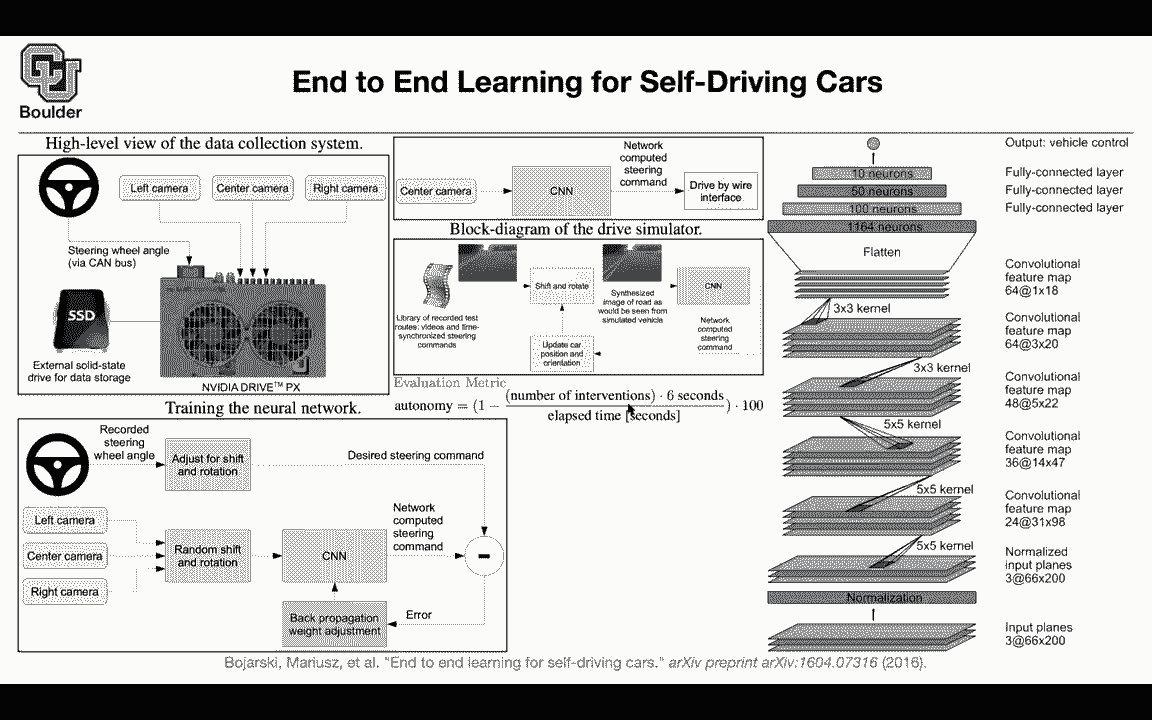 Boulder
End to End Learning for Self-Driving Cars
High-level view of the data collection system.
Left camera
Center camera
Right camera
Steering wheel angle
(via CAN bus)
SSD
External solid-state
drive for data storage
NVIDIA DRIVE™ PX
Center camera
CNN
Network
computed
steering
command
Drive by wire
interface
Block-diagram of the drive simulator.
Library of recorded test
routes: videos and time-
synchronized steering
commands
Shift and rotate
Synthesized
image of road as
would be seen from
simulated vehicle
CNN
Network
computed
steering
command
Update car
position and
orientation
Evaluation Metric
autonomy = (1 − (number of interventions) · 6 seconds / elapsed time [seconds]) · 100
Training the neural network.
Recorded
steering
wheel angle
Adjust for shift
and rotation
Desired steering command
Left camera
Center camera
Right camera
Random shift
and rotation
CNN
Network
computed
steering
command
-
Back propagation
weight adjustment
Error
Output: vehicle control
10 neurons
Fully-connected layer
50 neurons
Fully-connected layer
100 neurons
Fully-connected layer
1164 neurons
Flatten
Convolutional
feature map
64@1x18
3x3 kernel
Convolutional
feature map
64@3x20
3x3 kernel
Convolutional
feature map
48@5x22
5x5 kernel
Convolutional
feature map
36@14x47
5x5 kernel
Convolutional
feature map
24@31x98
5x5 kernel
Normalized
input planes
3@66x200
Normalization
Input planes
3@66x200
Bojarski, Mariusz, et al. "End to end learning for self-driving cars." arXiv preprint arXiv:1604.07316 (2016).